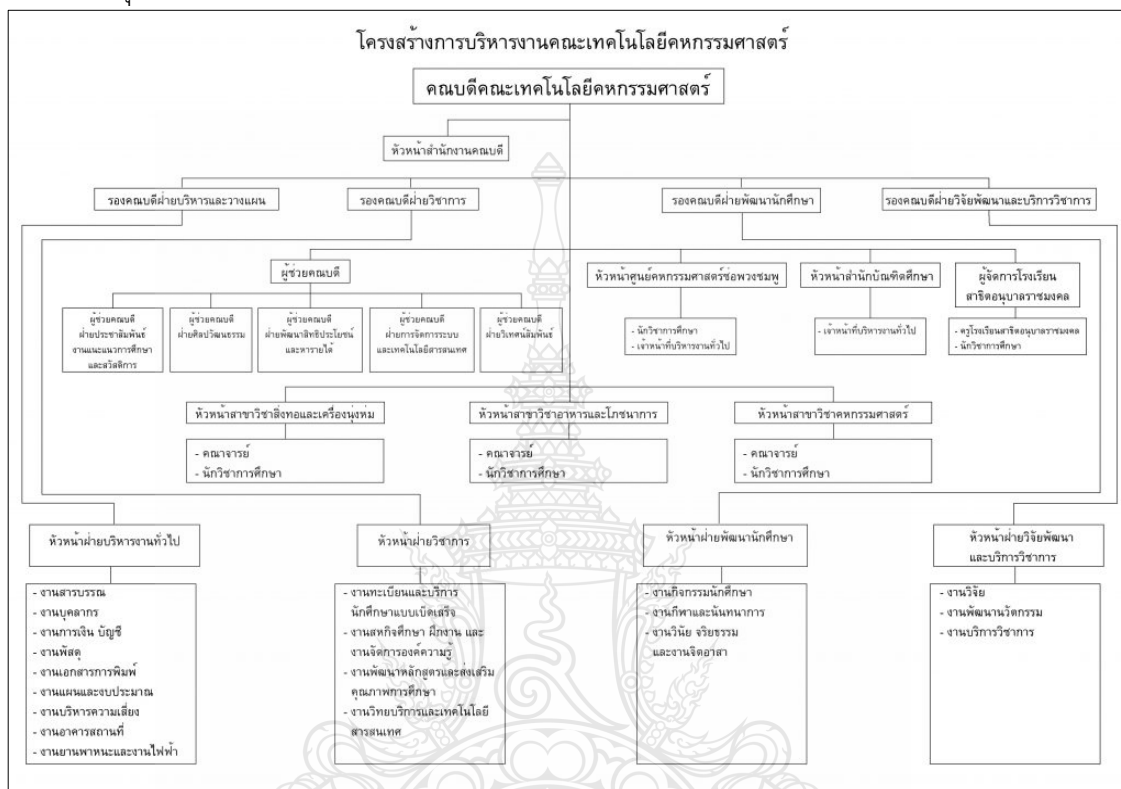 โครงสร้างการบริหารงานคณะเทคโนโลยีคหกรรมศาสตร์
คณบดีคณะเทคโนโลยีคหกรรมศาสตร์
หัวหน้าสำนักงานคณบดี
รองคณบดีฝ่ายบริหารและวางแผน
รองคณบดีฝ่ายวิชาการ
รองคณบดีฝ่ายพัฒนานักศึกษา
รองคณบดีฝ่ายวิจัยพัฒนาและบริการวิชาการ
ผู้ช่วยคณบดี
ผู้ช่วยคณบดี
ฝ่ายประชาสัมพันธ์
งานแนะแนวการศึกษา
และสวัสดิการ
ผู้ช่วยคณบดี
ฝ่ายศิลปวัฒนธรรม
ผู้ช่วยคณบดี
ฝ่ายพัฒนาสิทธิประโยชน์
และหารายได้
ผู้ช่วยคณบดี
ฝ่ายการจัดการระบบ
และเทคโนโลยีสารสนเทศ
ผู้ช่วยคณบดี
ฝ่ายวิเทศน์สัมพันธ์
หัวหน้าศูนย์คหกรรมศาสตร์ช่อพวงชมพู
- นักวิชาการศึกษา
- เจ้าหน้าที่บริหารงานทั่วไป
หัวหน้าสำนักบัณฑิตศึกษา
- เจ้าหน้าที่บริหารงานทั่วไป
ผู้จัดการโรงเรียน
สาธิตอนุบาลราชมงคล
- ครูโรงเรียนสาธิตอนุบาลราชมงคล
- นักวิชาการศึกษา
หัวหน้าสาขาวิชาสิ่งทอและเครื่องนุ่งห่ม
- คณาจารย์
- นักวิชาการศึกษา
หัวหน้าสาขาวิชาอาหารและโภชนาการ
- คณาจารย์
- นักวิชาการศึกษา
หัวหน้าสาขาวิชาคหกรรมศาสตร์
- คณาจารย์
- นักวิชาการศึกษา
หัวหน้าฝ่ายบริหารงานทั่วไป
- งานสารบรรณ
- งานบุคลากร
- งานการเงิน บัญชี
- งานพัสดุ
- งานเอกสารการพิมพ์
- งานแผนและงบประมาณ
- งานบริหารความเสี่ยง
- งานอาคารสถานที่
- งานยานพาหนะและงานไฟฟ้า
หัวหน้าฝ่ายวิชาการ
- งานทะเบียนและบริการ
นักศึกษาแบบเบ็ดเสร็จ
- งานสหกิจศึกษา ฝึกงาน และ
งานจัดการองค์ความรู้
- งานพัฒนาหลักสูตรและส่งเสริม
คุณภาพการศึกษา
- งานวิทยบริการและเทคโนโลยี
สารสนเทศ
หัวหน้าฝ่ายพัฒนานักศึกษา
- งานกิจกรรมนักศึกษา
- งานกีฬาและนันทนาการ
- งานวินัย จริยธรรม
และงานจิตอาสา
หัวหน้าฝ่ายวิจัยพัฒนา
และบริการวิชาการ
- งานวิจัย
- งานพัฒนานวัตกรรม
- งานบริการวิชาการ